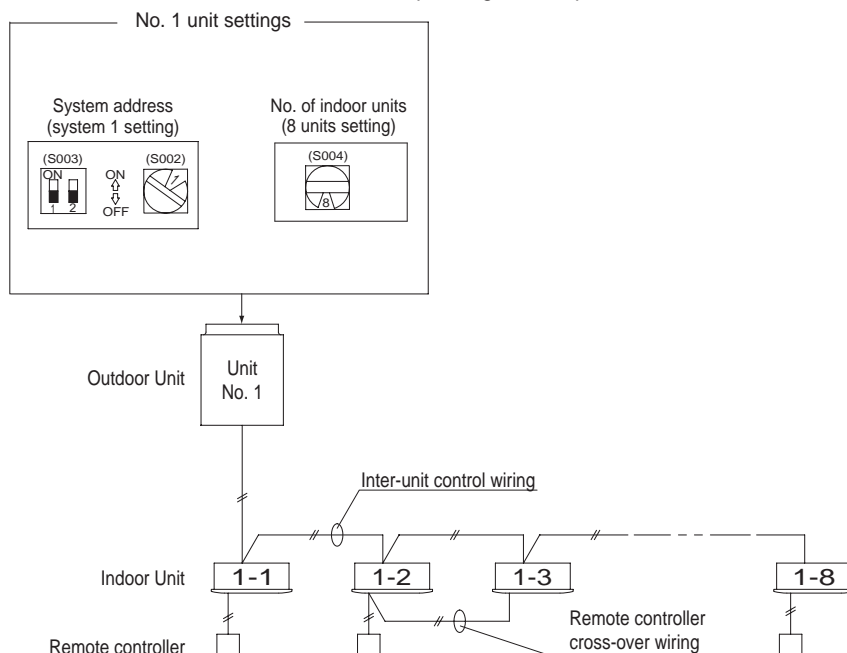 No. 1 unit settings
System address
(system 1 setting)
No. of indoor units
(8 units setting)
(S003)
(S002)
(S004)
ON
ON
OFF
1 2
1
8
Outdoor Unit
Unit
No. 1
Inter-unit control wiring
Indoor Unit
1-1
1-2
1-3
1-8
Remote controller
cross-over wiring
Remote controller